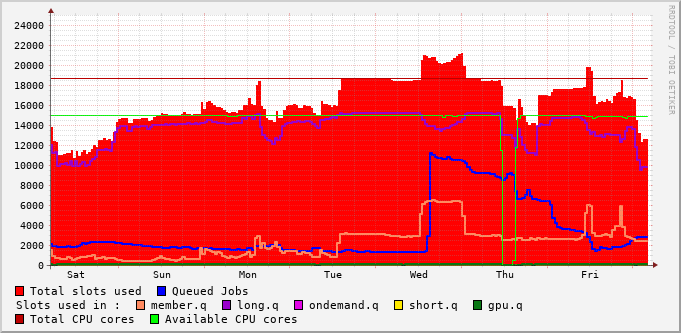 RRDTOOL / TOBI OETIKER
24000
22000
20000
18000
16000
14000
12000
10000
8000
6000
4000
2000
0
Sat Sun Mon Tue Wed Thu Fri
Total slots used Queued Jobs
Slots used in : member.q long.q ondemand.q short.q gpu.q
Total CPU cores Available CPU cores